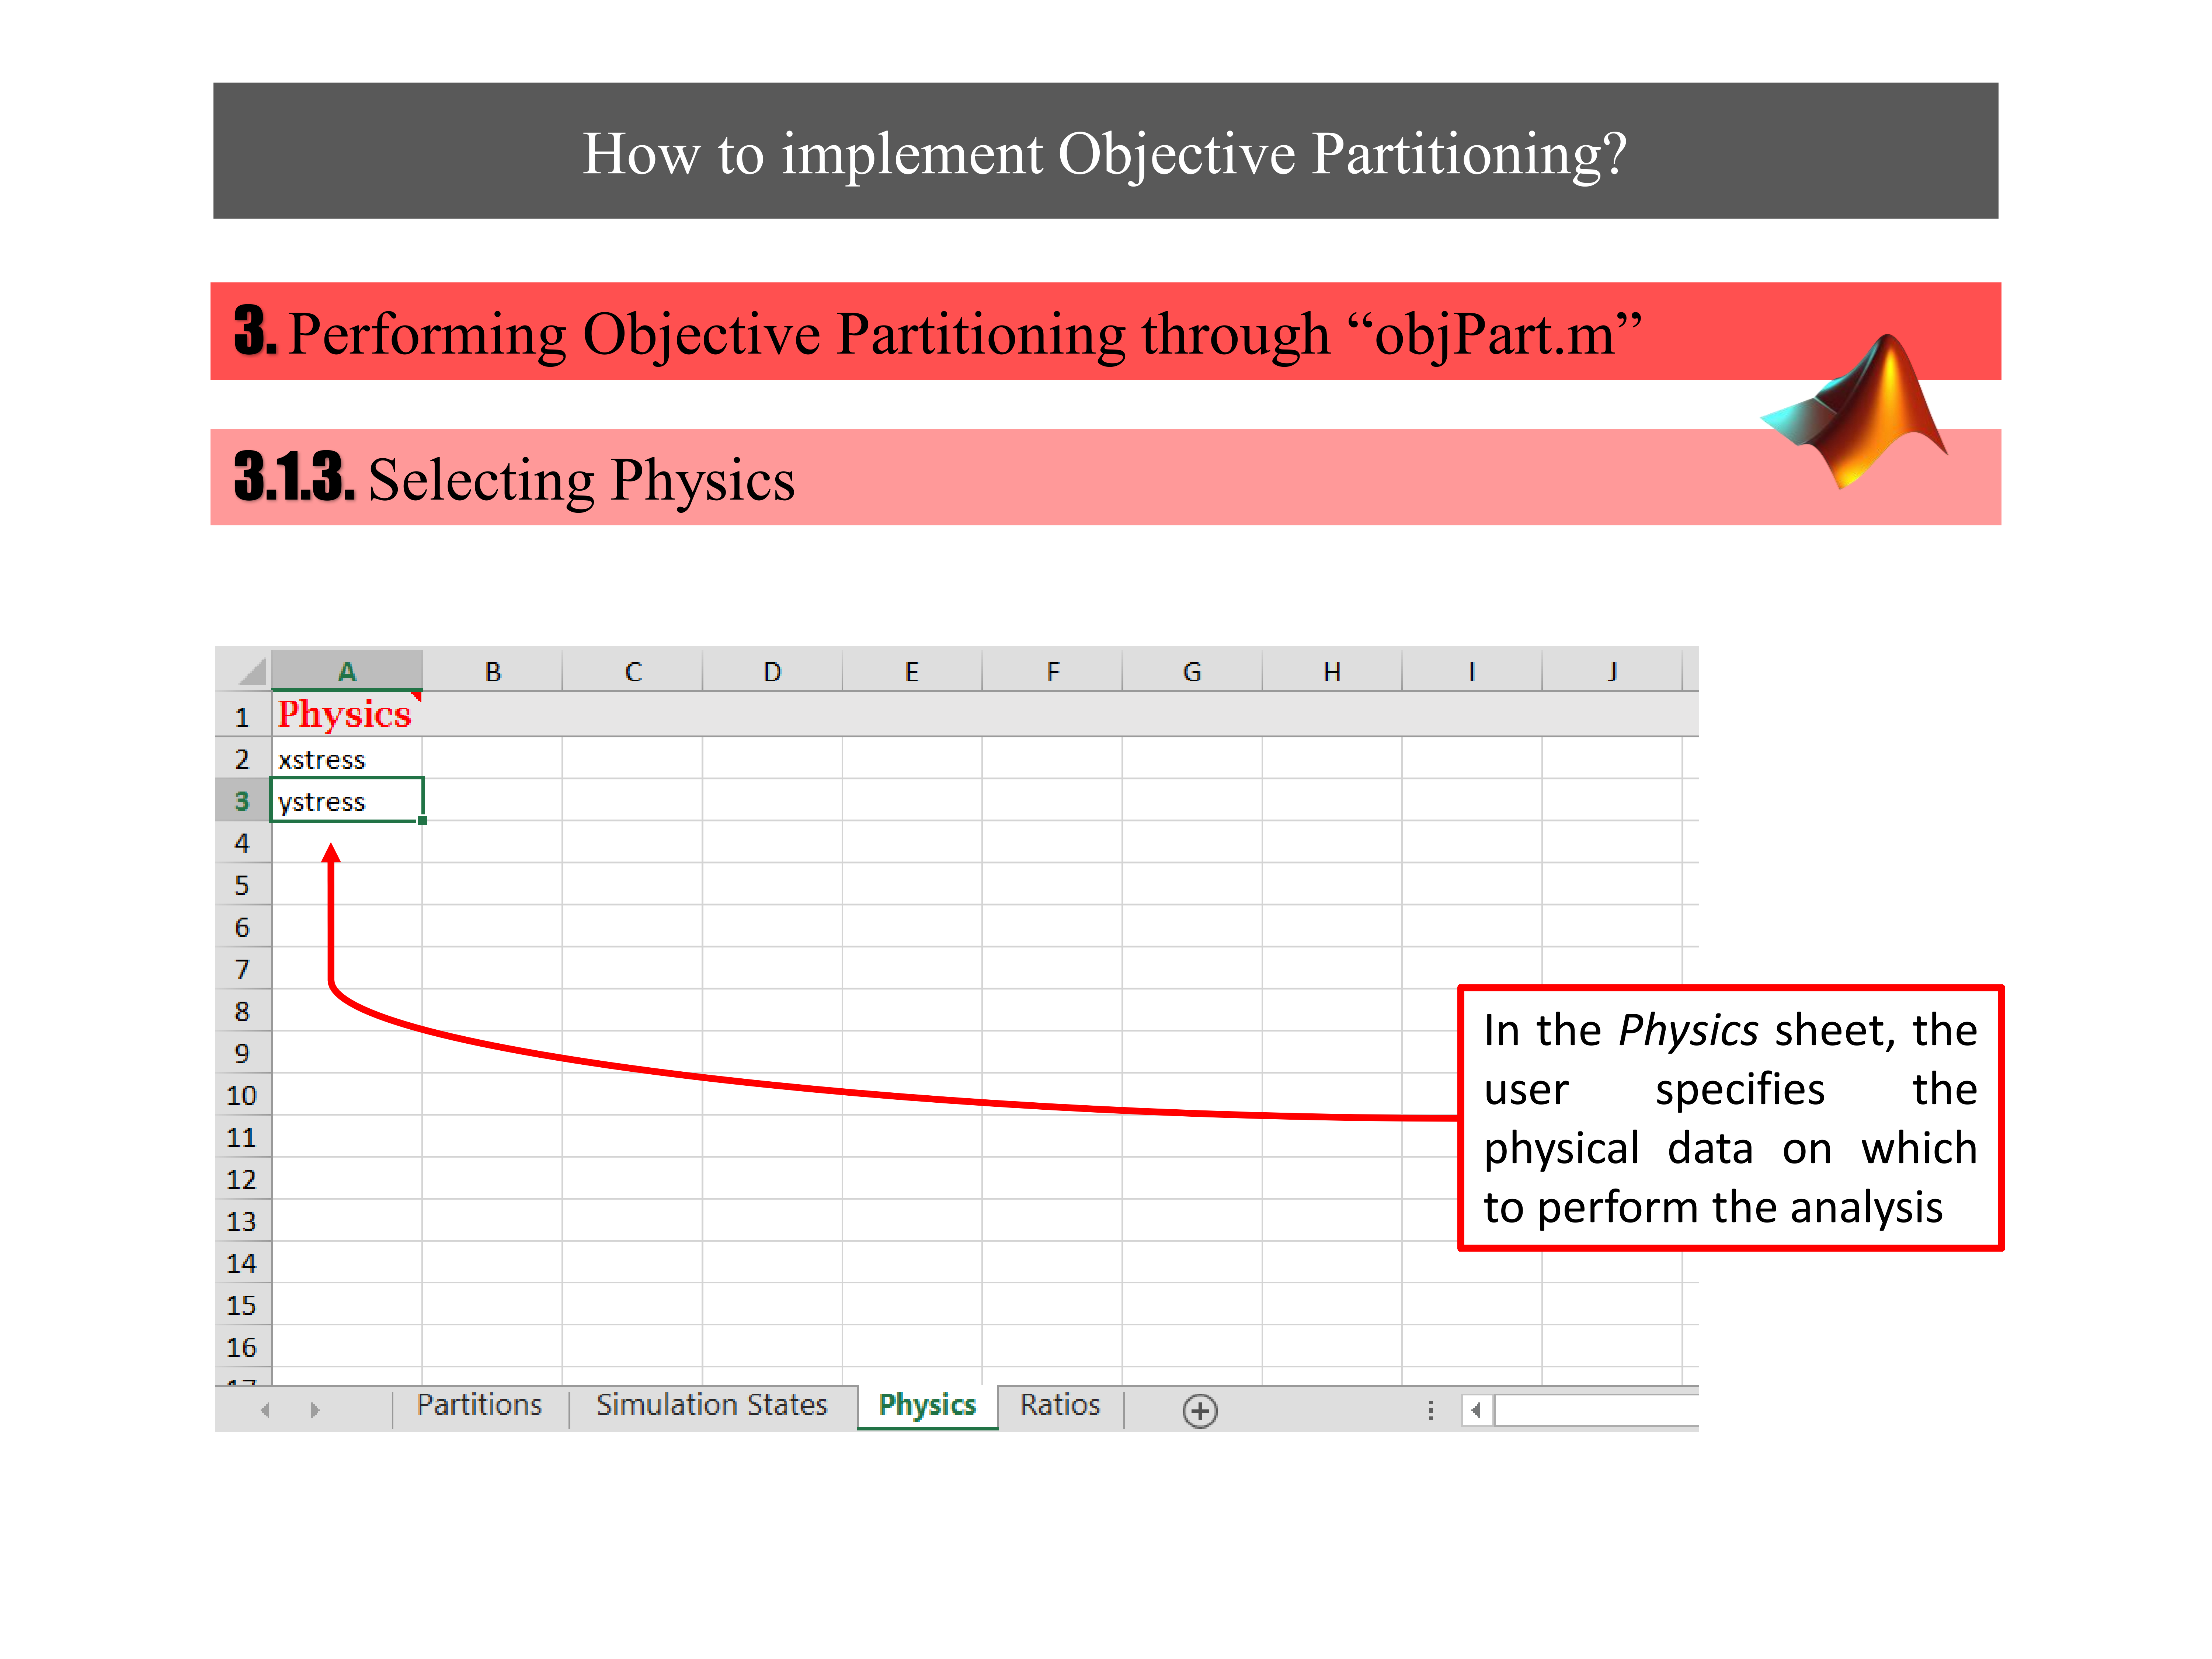 How to implement Objective Partitioning?
3. Performing Objective Partitioning through “objPart.m”
3.1.3. Selecting Physics
A B C D E F G H I J
1 Physics
2 xstress
3 ystress
4
5
6
7
8
9
10
11
12
13
14
15
16
17
In the Physics sheet, the
user specifies the
physical data on which
to perform the analysis
Partitions Simulation States Physics Ratios